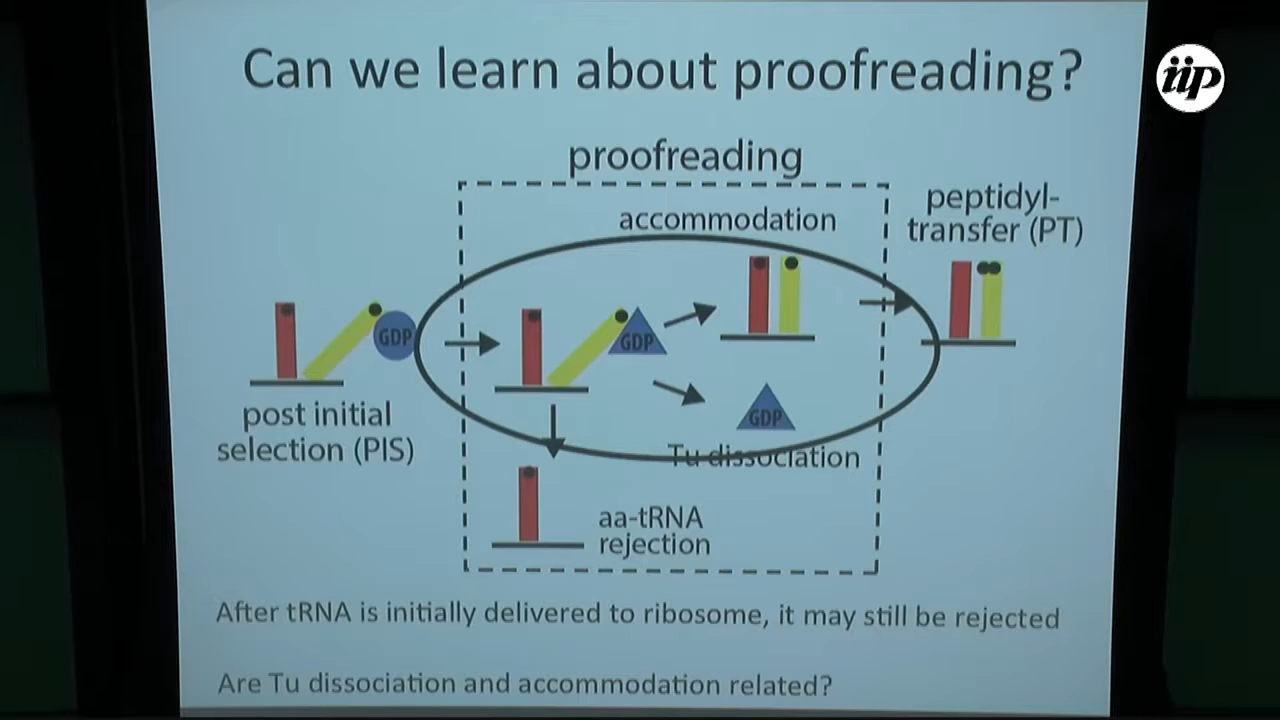 Can we learn about proofreading?
iip
proofreading
accommodation
peptidyl-
transfer (PT)
GDP
GDP
GDP
post initial
selection (PIS)
Tu dissociation
aa-tRNA
rejection
After tRNA is initially delivered to ribosome, it may still be rejected
Are Tu dissociation and accommodation related?